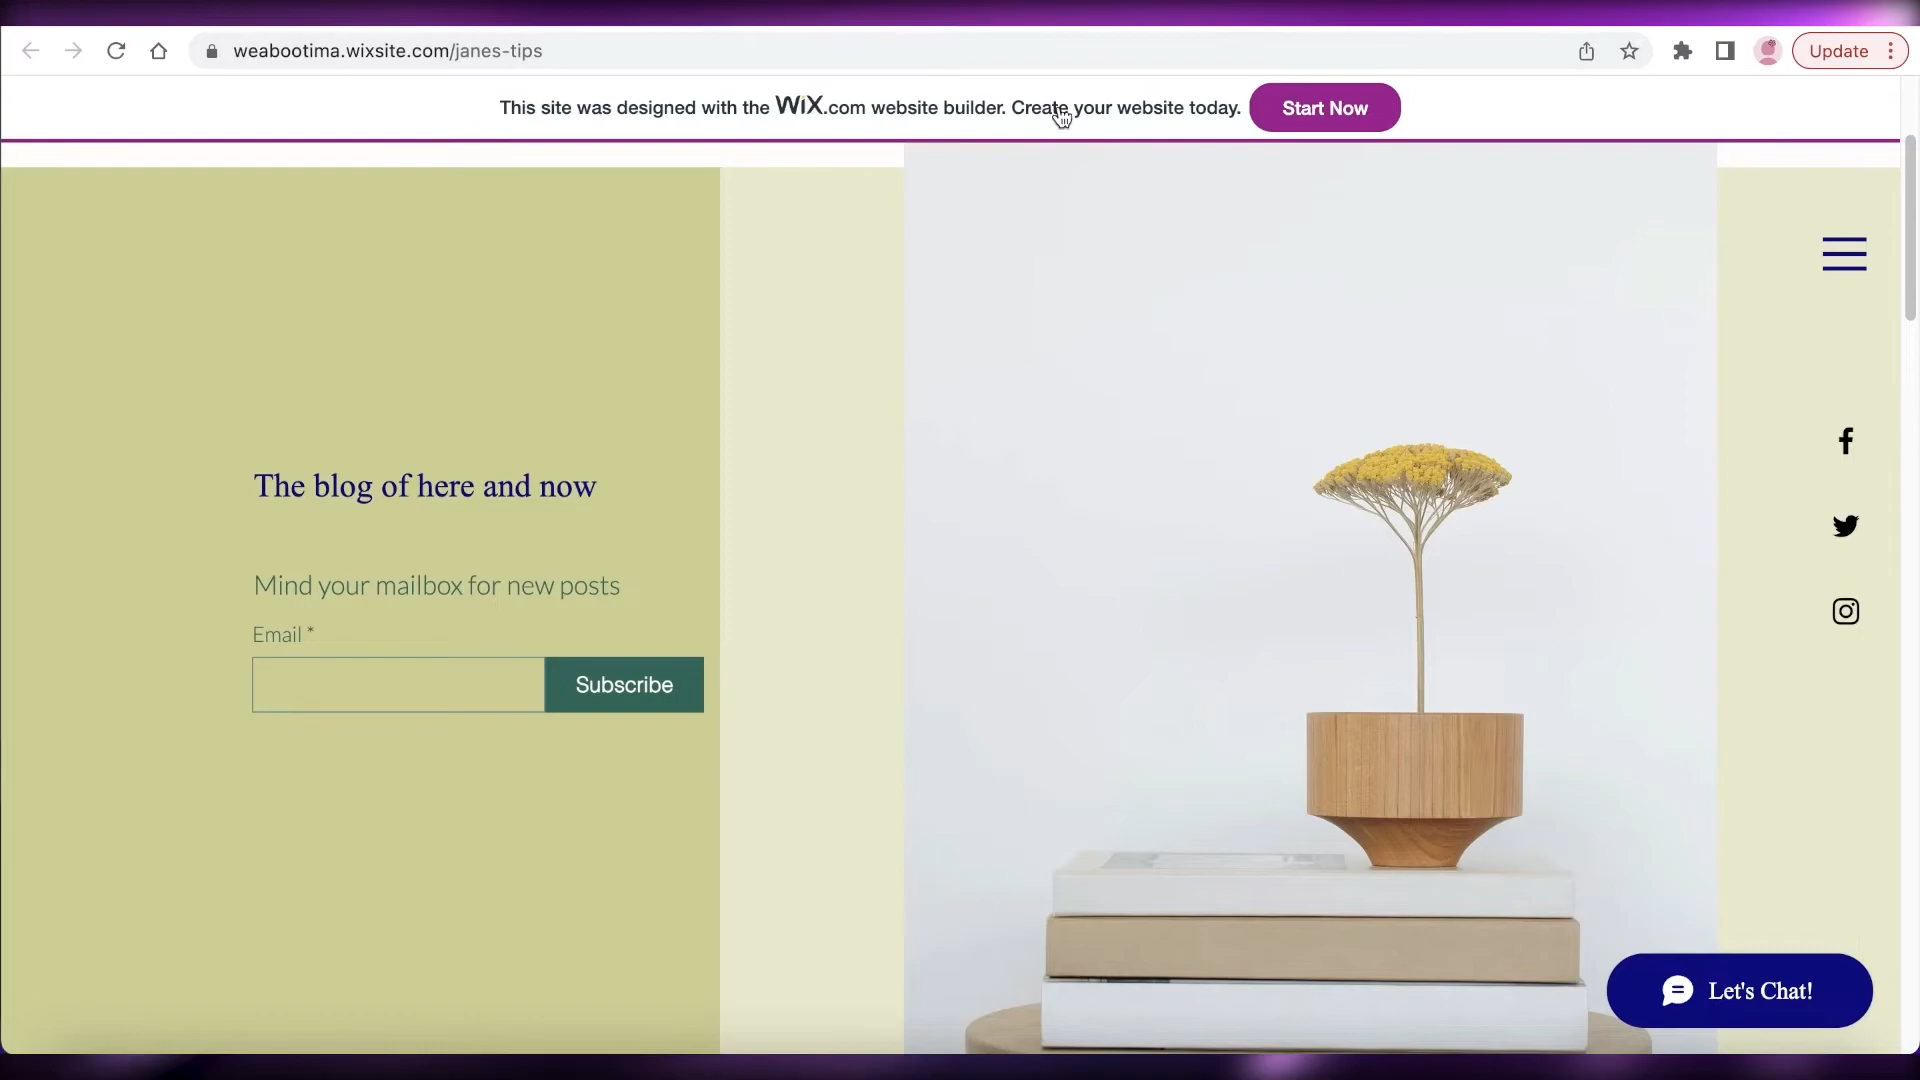 weabootima.wixsite.com/janes-tips
Update
This site was designed with the WiX.com website builder. Create your website today.
Start Now
The blog of here and now
Mind your mailbox for new posts
Email *
Subscribe
Let's Chat!